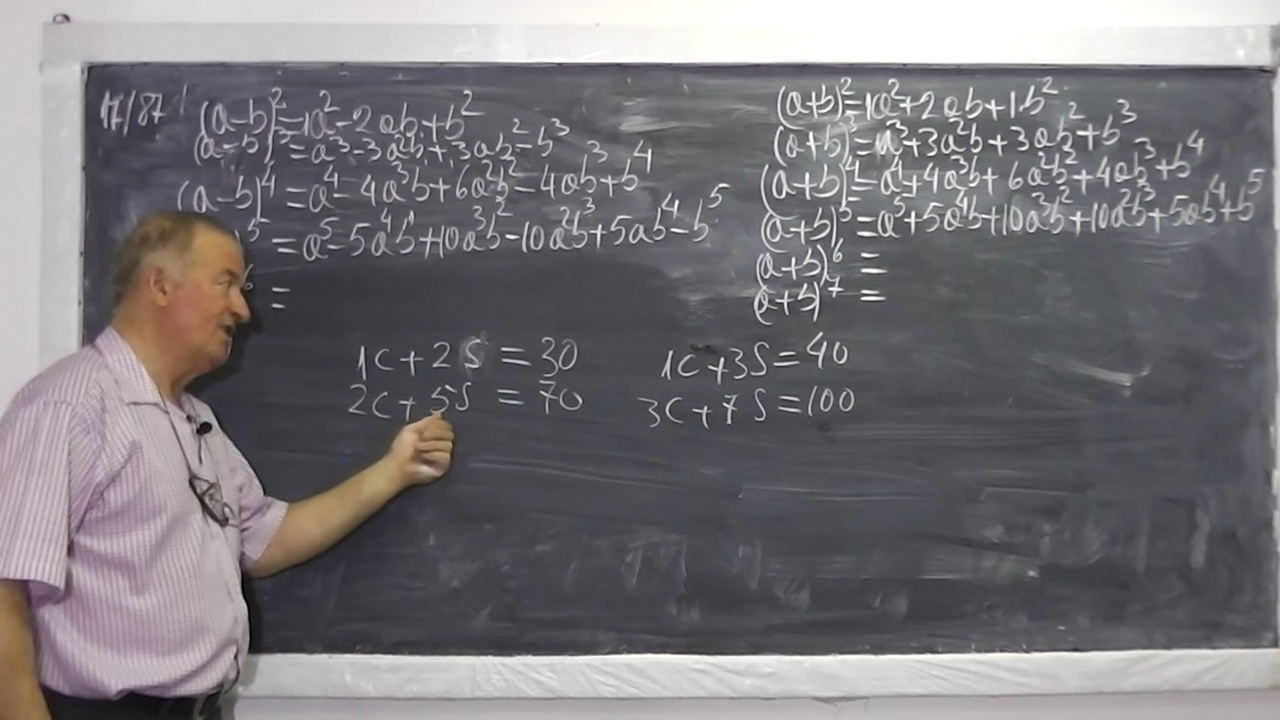 17/87
(a-b)² = 1a² - 2ab + b²
(a-b)³ = a³ - 3a²b + 3ab² - b³
(a-b)⁴ = a⁴ - 4a³b + 6a²b² - 4ab³ + b⁴
⁵ = a⁵ - 5a⁴b + 10a³b² - 10a²b³ + 5ab⁴ - b⁵
⁶ =
(a+b)² = 1a² + 2ab + 1b²
(a+b)³ = a³ + 3a²b + 3ab² + b³
(a+b)⁴ = a⁴ + 4a³b + 6a²b² + 4ab³ + b⁴
(a+b)⁵ = a⁵ + 5a⁴b + 10a³b² + 10a²b³ + 5ab⁴ + b⁵
(a+b)⁶ =
(a+b)⁷ =
1C + 2S = 30
2C + 5S = 70
1C + 3S = 40
3C + 7S = 100